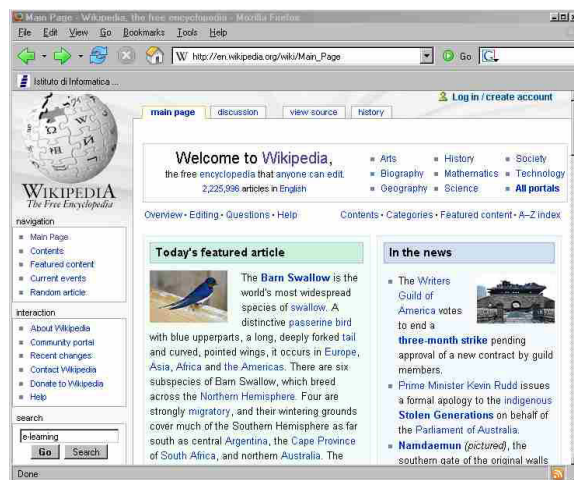 Main Page - Wikipedia, the free encyclopedia - Mozilla Firefox
File Edit View Go Bookmarks Tools Help
W http://en.wikipedia.org/wiki/Main_Page Go G
Istituto di Informatica ...
Log in / create account
main page discussion view source history
WIKIPEDIA
The Free Encyclopedia
navigation
Main Page
Contents
Featured content
Current events
Random article
interaction
About Wikipedia
Community portal
Recent changes
Contact Wikipedia
Donate to Wikipedia
Help
search
e-learning
Go Search
Welcome to Wikipedia,
the free encyclopedia that anyone can edit.
2,225,996 articles in English
Arts History Society
Biography Mathematics Technology
Geography Science All portals
Overview · Editing · Questions · Help Contents · Categories · Featured content · A–Z index
Today's featured article
The Barn Swallow is the
world's most widespread
species of swallow. A
distinctive passerine bird
with blue upperparts, a long, deeply forked tail
and curved, pointed wings, it occurs in Europe,
Asia, Africa and the Americas. There are six
subspecies of Barn Swallow, which breed
across the Northern Hemisphere. Four are
strongly migratory, and their wintering grounds
cover much of the Southern Hemisphere as far
south as central Argentina, the Cape Province
of South Africa, and northern Australia. The
In the news
The Writers
Guild of
America votes
to end a
three-month strike pending
approval of a new contract by guild
members.
Prime Minister Kevin Rudd issues
a formal apology to the indigenous
Stolen Generations on behalf of
the Parliament of Australia.
Namdaemun (pictured), the
southern gate of the original walls
Done